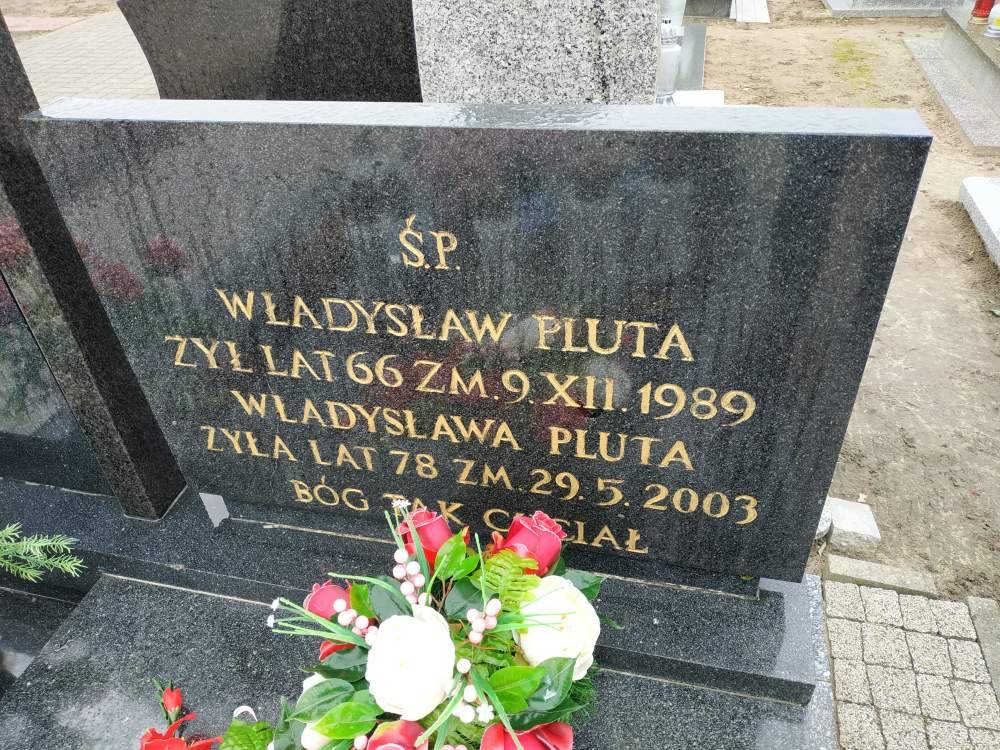 Ś.P.
WŁADYSŁAW PLUTA
ŻYŁ LAT 66 ZM. 9. XII. 1989
WŁADYSŁAWA PLUTA
ŻYŁA LAT 78 ZM. 29. 5. 2003
BÓG TAK CHCIAŁ